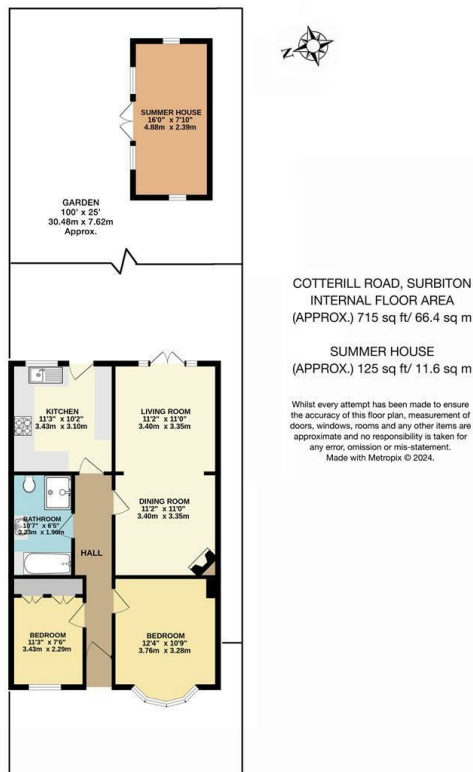 N
SUMMER HOUSE
16'0" x 7'10"
4.88m x 2.39m
GARDEN
100' x 25'
30.48m x 7.62m
Approx.
COTTERILL ROAD, SURBITON
INTERNAL FLOOR AREA
(APPROX.) 715 sq ft/ 66.4 sq m
SUMMER HOUSE
(APPROX.) 125 sq ft/ 11.6 sq m
Whilst every attempt has been made to ensure
the accuracy of this floor plan, measurement of
doors, windows, rooms and any other items are
approximate and no responsibility is taken for
any error, omission or mis-statement.
Made with Metropix © 2024.
KITCHEN
11'3" x 10'2"
3.43m x 3.10m
LIVING ROOM
11'2" x 11'0"
3.40m x 3.35m
DINING ROOM
11'2" x 11'0"
3.40m x 3.35m
BATHROOM
10'7" x 6'5"
3.23m x 1.96m
HALL
BEDROOM
11'3" x 7'6"
3.43m x 2.29m
BEDROOM
12'4" x 10'9"
3.76m x 3.28m